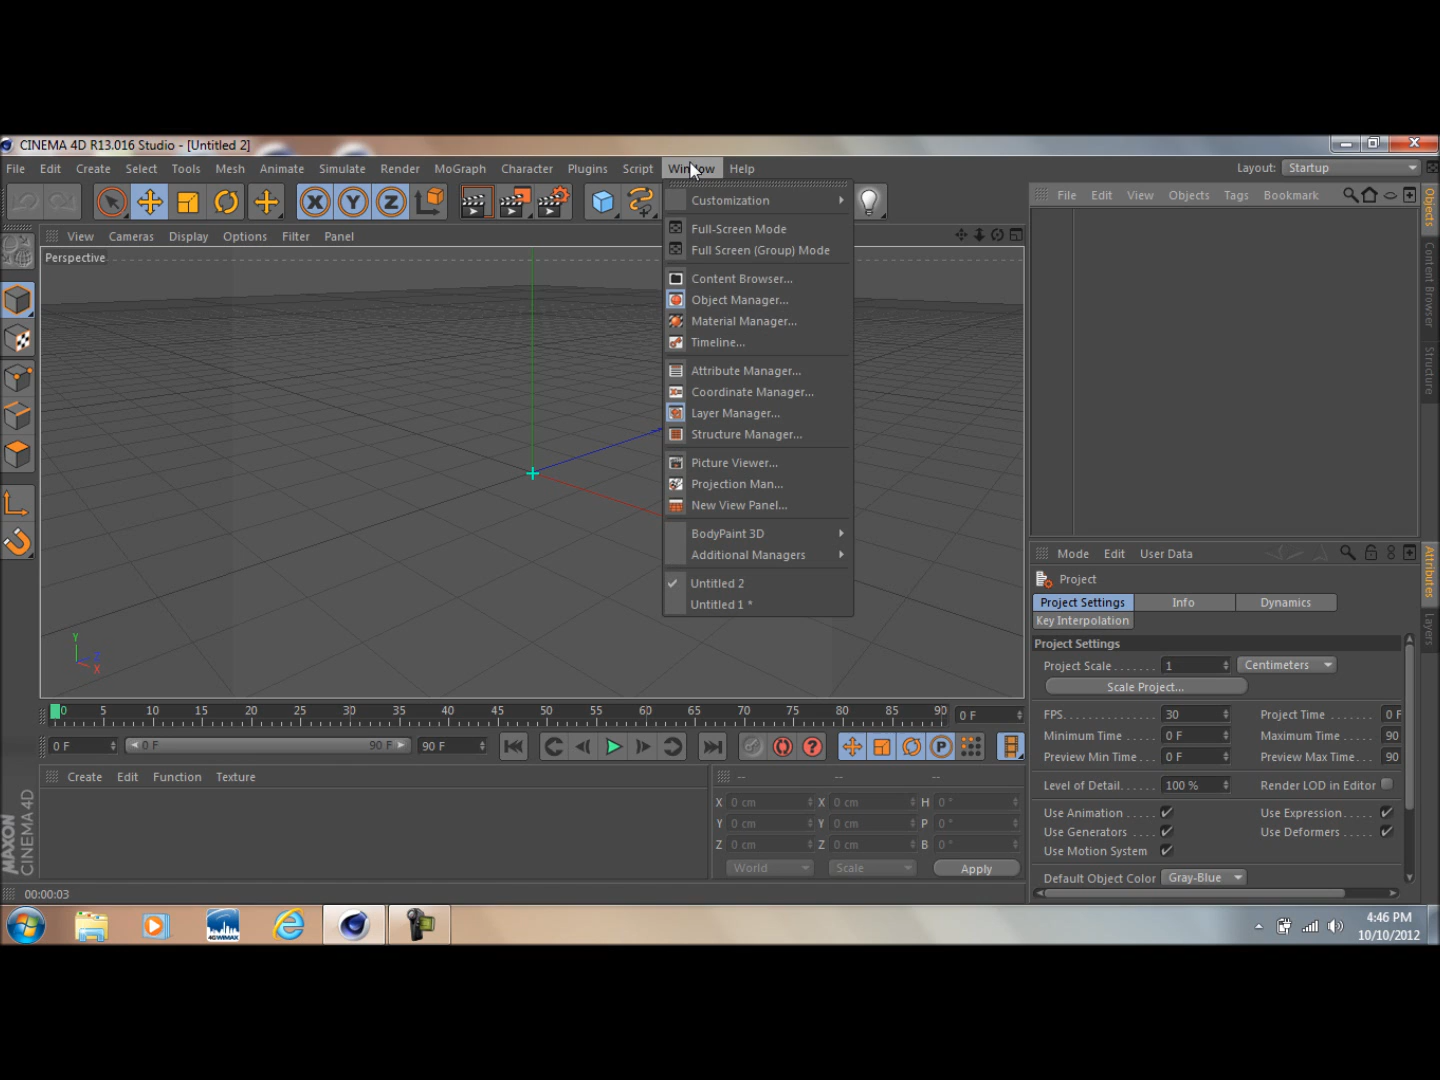 CINEMA 4D R13.016 Studio - [Untitled 2]
File Edit Create Select Tools Mesh Animate Simulate Render MoGraph Character Plugins Script Window Help
Layout: Startup
X Y Z
File Edit View Objects Tags Bookmark
View Cameras Display Options Filter Panel
Perspective
Y
Z
X
Customization
Full-Screen Mode
Full Screen (Group) Mode
Content Browser...
Object Manager...
Material Manager...
Timeline...
Attribute Manager...
Coordinate Manager...
Layer Manager...
Structure Manager...
Picture Viewer...
Projection Man...
New View Panel...
BodyPaint 3D
Additional Managers
Untitled 2
Untitled 1 *
Objects
Content Browser
Structure
Mode Edit User Data
Project
Project Settings Info Dynamics
Key Interpolation
Project Settings
Project Scale . . . . . . . 1 Centimeters
Scale Project...
FPS. . . . . . . . . . . . . . 30 Project Time . . . . . . . 0 F
Minimum Time . . . . . 0 F Maximum Time . . . . . 90
Preview Min Time . . . 0 F Preview Max Time. . . . 90
Level of Detail. . . . . . 100 % Render LOD in Editor
Use Animation . . . . . Use Expression. . . . .
Use Generators . . . . Use Deformers . . . . .
Use Motion System
Default Object Color Gray-Blue
Attributes
Layers
0 5 10 15 20 25 30 35 40 45 50 55 60 65 70 75 80 85 90 0 F
0 F 0 F 90 F 90 F
P
Create Edit Function Texture
-- -- --
X 0 cm X 0 cm H 0 °
Y 0 cm Y 0 cm P 0 °
Z 0 cm Z 0 cm B 0 °
World Scale Apply
MAXON
CINEMA 4D
00:00:03
4GWIMAX
4:46 PM
10/10/2012